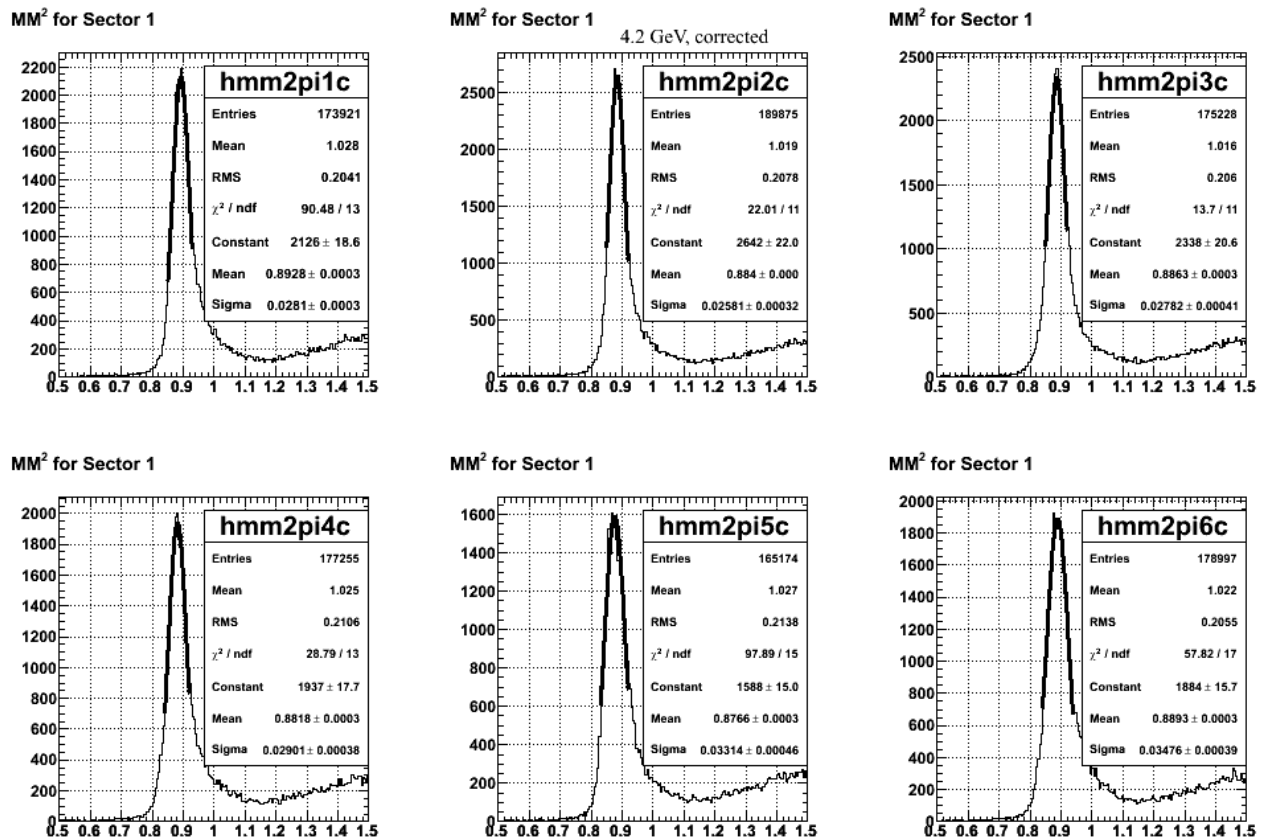 MM² for Sector 1
hmm2pi1c
Entries 173921
Mean 1.028
RMS 0.2041
χ² / ndf 90.48 / 13
Constant 2126 ± 18.6
Mean 0.8928 ± 0.0003
Sigma 0.0281 ± 0.0003
2200
2000
1800
1600
1400
1200
1000
800
600
400
200
0
0.5 0.6 0.7 0.8 0.9 1 1.1 1.2 1.3 1.4 1.5
MM² for Sector 1
4.2 GeV, corrected
hmm2pi2c
Entries 189875
Mean 1.019
RMS 0.2078
χ² / ndf 22.01 / 11
Constant 2642 ± 22.0
Mean 0.884 ± 0.000
Sigma 0.02581 ± 0.00032
2500
2000
1500
1000
500
0
0.5 0.6 0.7 0.8 0.9 1 1.1 1.2 1.3 1.4 1.5
MM² for Sector 1
hmm2pi3c
Entries 175228
Mean 1.016
RMS 0.206
χ² / ndf 13.7 / 11
Constant 2338 ± 20.6
Mean 0.8863 ± 0.0003
Sigma 0.02782 ± 0.00041
2500
2000
1500
1000
500
0
0.5 0.6 0.7 0.8 0.9 1 1.1 1.2 1.3 1.4 1.5
MM² for Sector 1
hmm2pi4c
Entries 177255
Mean 1.025
RMS 0.2106
χ² / ndf 28.79 / 13
Constant 1937 ± 17.7
Mean 0.8818 ± 0.0003
Sigma 0.02901 ± 0.00038
2000
1800
1600
1400
1200
1000
800
600
400
200
0
0.5 0.6 0.7 0.8 0.9 1 1.1 1.2 1.3 1.4 1.5
MM² for Sector 1
hmm2pi5c
Entries 165174
Mean 1.027
RMS 0.2138
χ² / ndf 97.89 / 15
Constant 1588 ± 15.0
Mean 0.8766 ± 0.0003
Sigma 0.03314 ± 0.00046
1600
1400
1200
1000
800
600
400
200
0
0.5 0.6 0.7 0.8 0.9 1 1.1 1.2 1.3 1.4 1.5
MM² for Sector 1
hmm2pi6c
Entries 178997
Mean 1.022
RMS 0.2055
χ² / ndf 57.82 / 17
Constant 1884 ± 15.7
Mean 0.8893 ± 0.0003
Sigma 0.03476 ± 0.00039
2000
1800
1600
1400
1200
1000
800
600
400
200
0
0.5 0.6 0.7 0.8 0.9 1 1.1 1.2 1.3 1.4 1.5